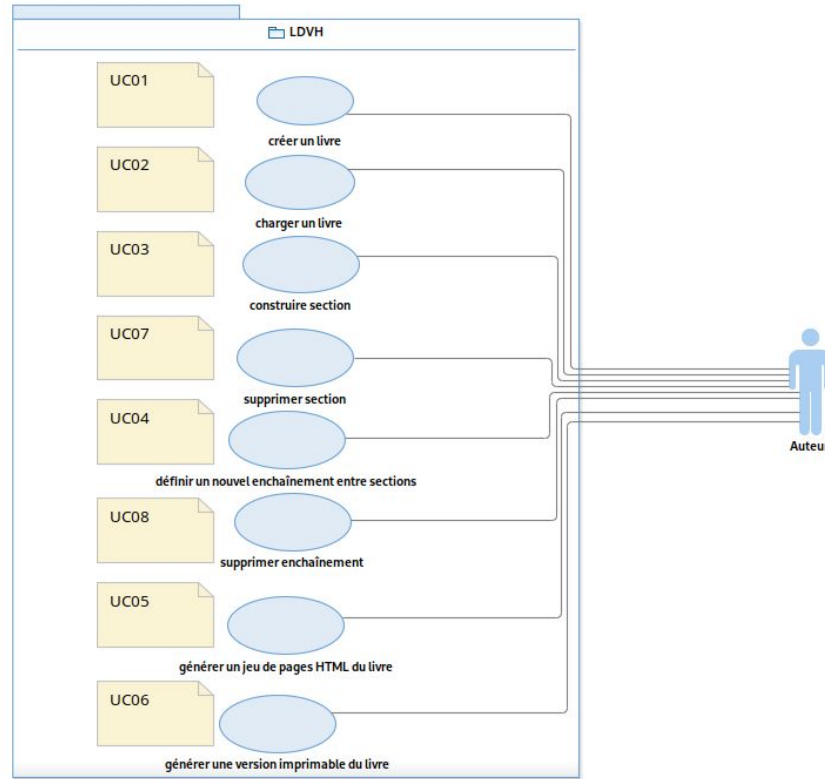 LDVH
UC01
créer un livre
UC02
charger un livre
UC03
construire section
UC07
supprimer section
UC04
définir un nouvel enchaînement entre sections
UC08
supprimer enchaînement
UC05
générer un jeu de pages HTML du livre
UC06
générer une version imprimable du livre
Auteur